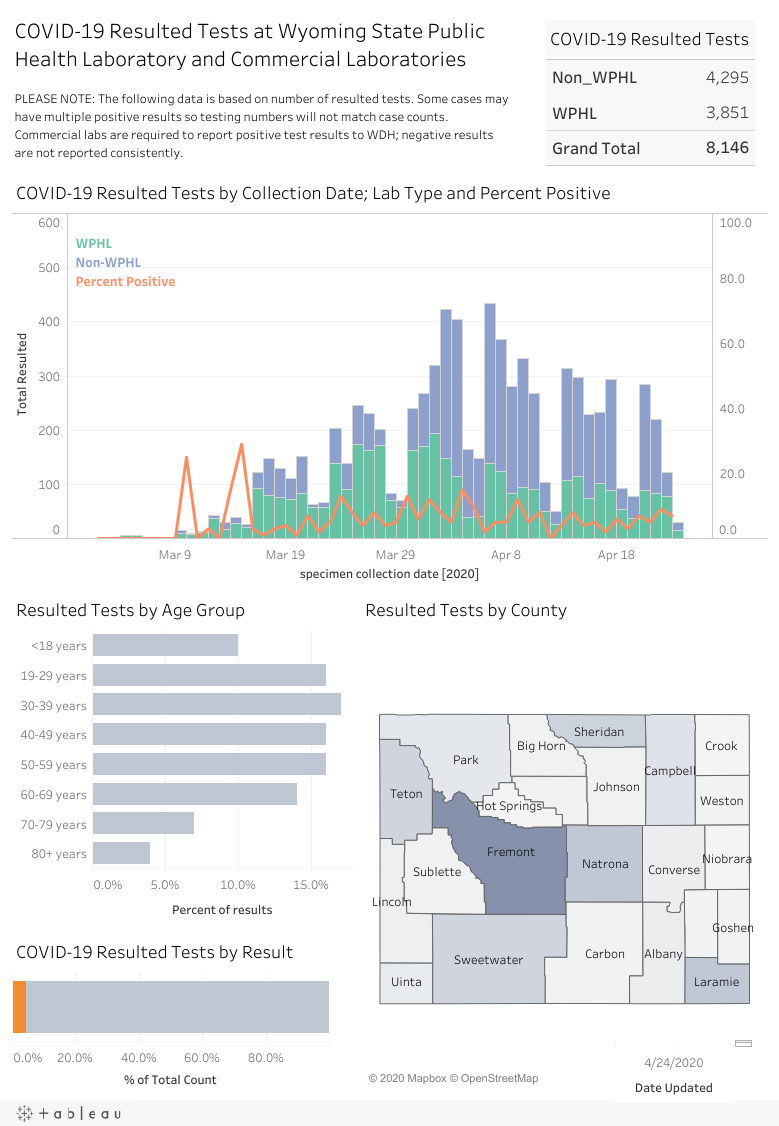 COVID-19 Resulted Tests at Wyoming State Public
Health Laboratory and Commercial Laboratories
PLEASE NOTE: The following data is based on number of resulted tests. Some cases may
have multiple positive results so testing numbers will not match case counts.
Commercial labs are required to report positive test results to WDH; negative results
are not reported consistently.
COVID-19 Resulted Tests
Non_WPHL 4,295
WPHL 3,851
Grand Total 8,146
COVID-19 Resulted Tests by Collection Date; Lab Type and Percent Positive
WPHL
Non-WPHL
Percent Positive
Total Resulted
600
500
400
300
200
100
0
100.0
80.0
60.0
40.0
20.0
0.0
Mar 9 Mar 19 Mar 29 Apr 8 Apr 18
specimen collection date [2020]
Resulted Tests by Age Group
<18 years
19-29 years
30-39 years
40-49 years
50-59 years
60-69 years
70-79 years
80+ years
0.0% 5.0% 10.0% 15.0%
Percent of results
Resulted Tests by County
Sheridan
Big Horn
Crook
Park
Campbell
Johnson
Teton
Weston
Hot Springs
Fremont
Natrona
Niobrara
Converse
Sublette
Lincoln
Goshen
Carbon
Albany
Sweetwater
Uinta
Laramie
COVID-19 Resulted Tests by Result
0.0% 20.0% 40.0% 60.0% 80.0%
% of Total Count
© 2020 Mapbox © OpenStreetMap
4/24/2020
Date Updated
+ableau